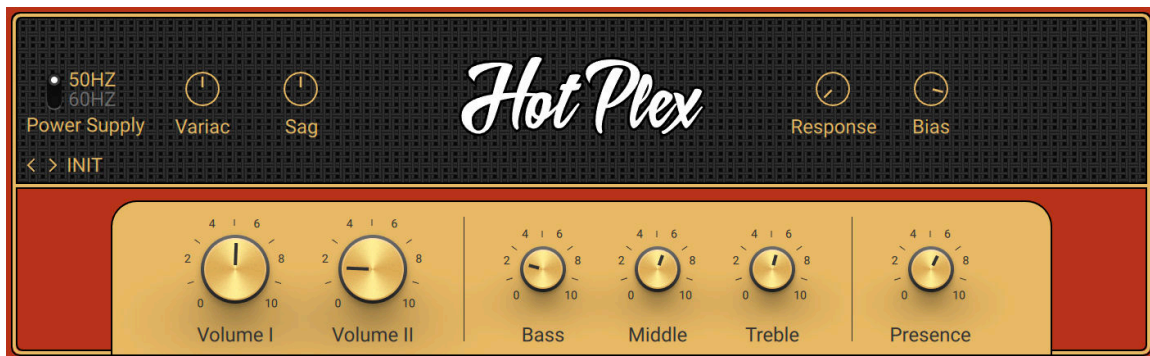 50HZ
60HZ
Power Supply
Variac
Sag
Hot Plex
Response
Bias
< > INIT
4 6
2 8
0 10
Volume I
4 6
2 8
0 10
Volume II
4 6
2 8
0 10
Bass
4 6
2 8
0 10
Middle
4 6
2 8
0 10
Treble
4 6
2 8
0 10
Presence